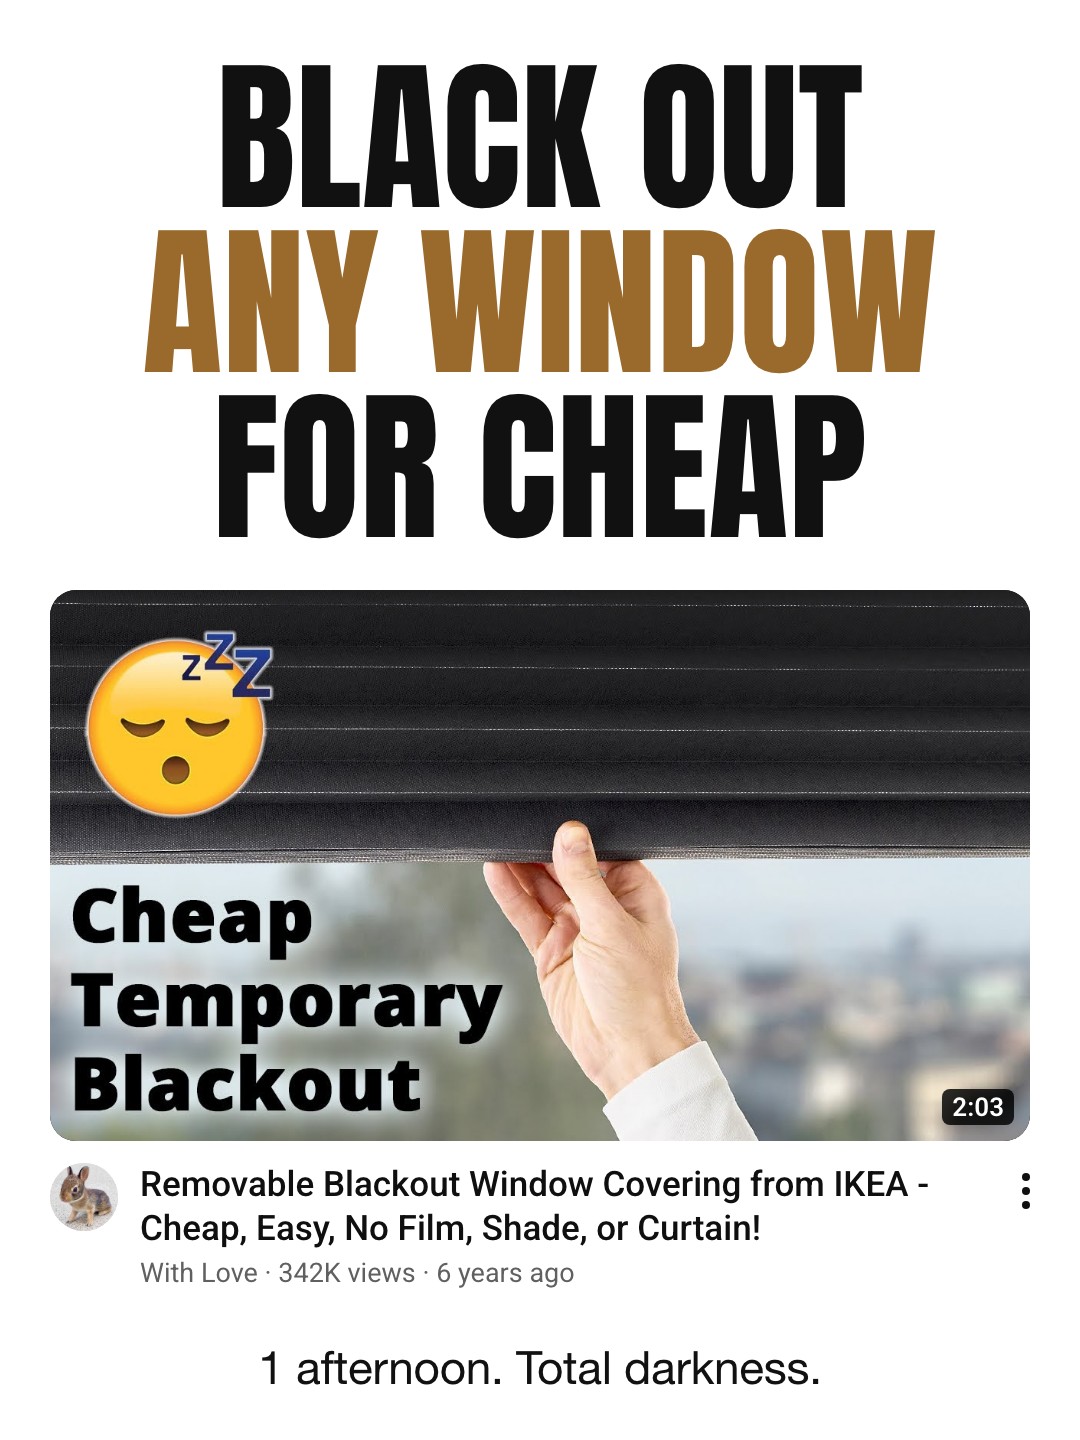 BLACK OUT
ANY WINDOW
FOR CHEAP
z z Z
Cheap
Temporary
Blackout
2:03
Removable Blackout Window Covering from IKEA -
Cheap, Easy, No Film, Shade, or Curtain!
With Love · 342K views · 6 years ago
1 afternoon. Total darkness.